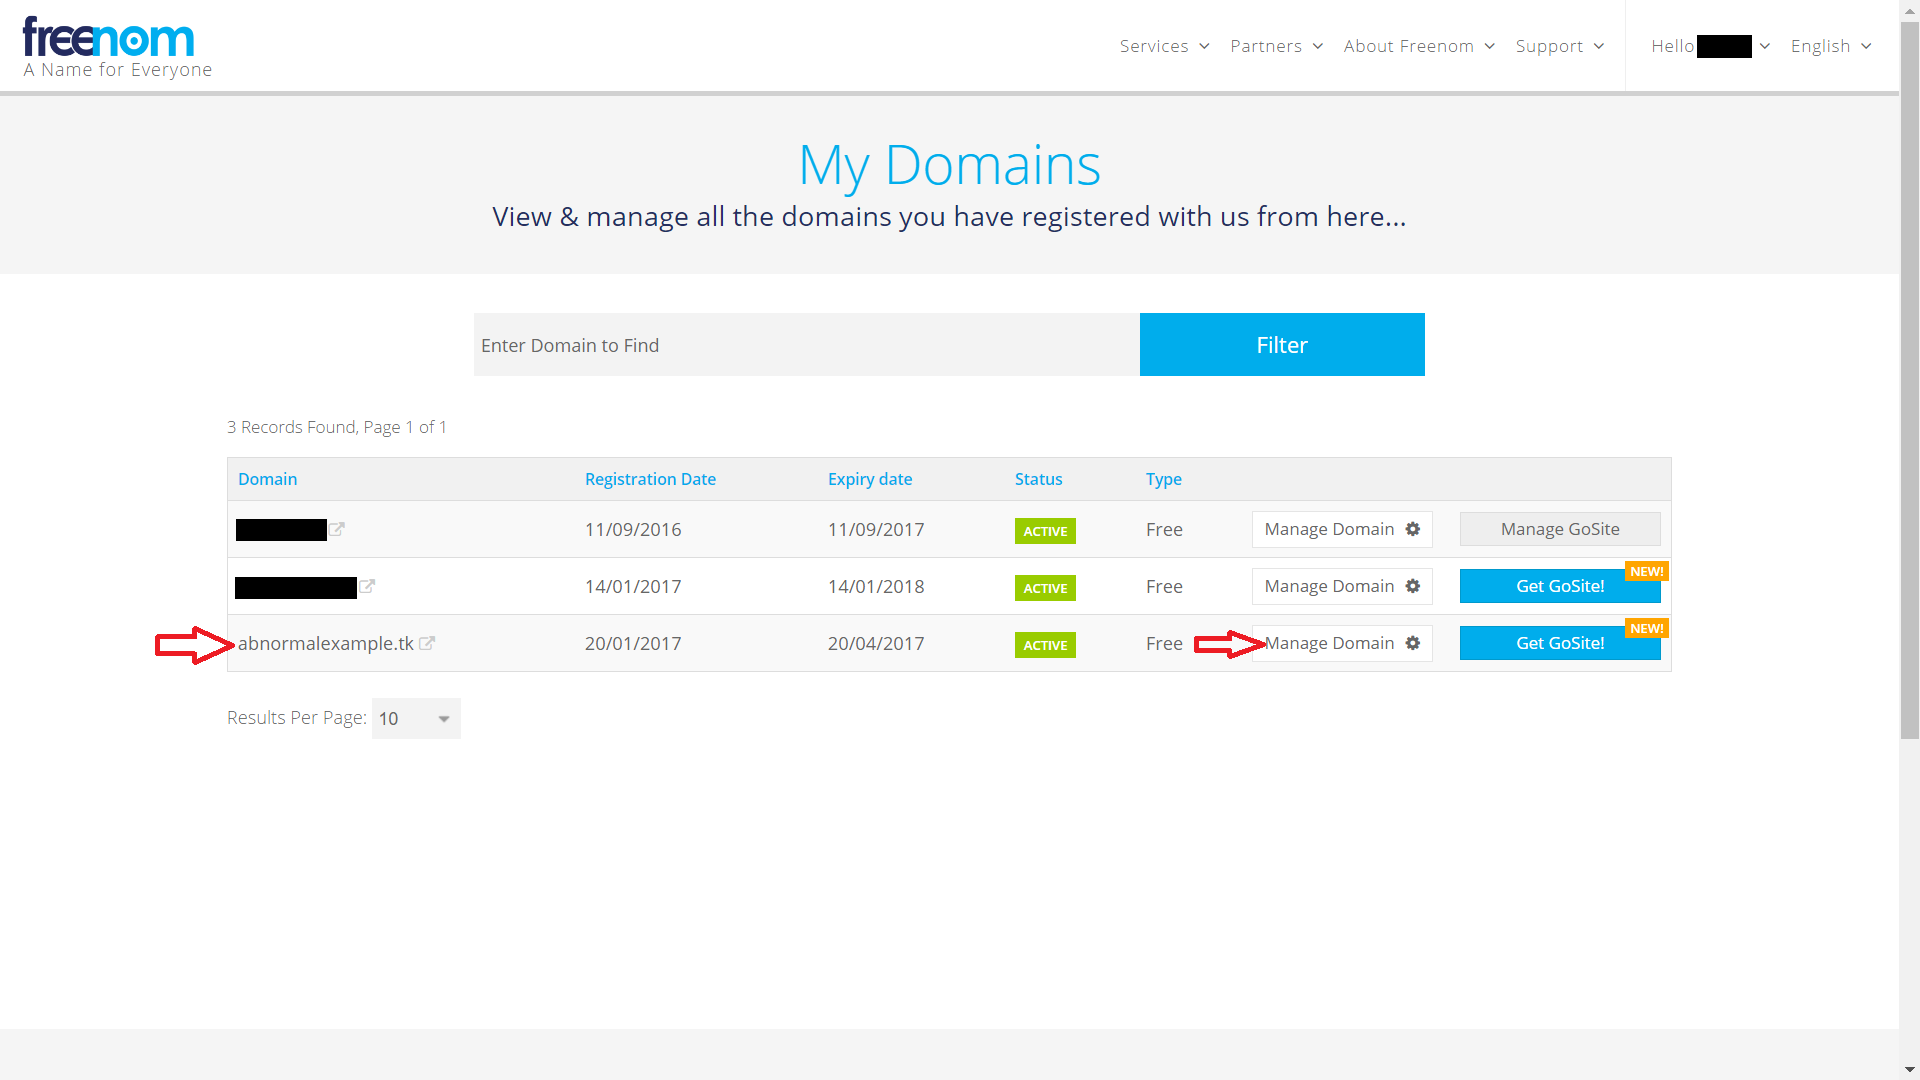 freenom
A Name for Everyone
Services Partners About Freenom Support Hello English
My Domains
View & manage all the domains you have registered with us from here...
Enter Domain to Find Filter
3 Records Found, Page 1 of 1
Domain Registration Date Expiry date Status Type
11/09/2016 11/09/2017 ACTIVE Free Manage Domain Manage GoSite
14/01/2017 14/01/2018 ACTIVE Free Manage Domain Get GoSite! NEW!
abnormalexample.tk 20/01/2017 20/04/2017 ACTIVE Free Manage Domain Get GoSite! NEW!
Results Per Page: 10